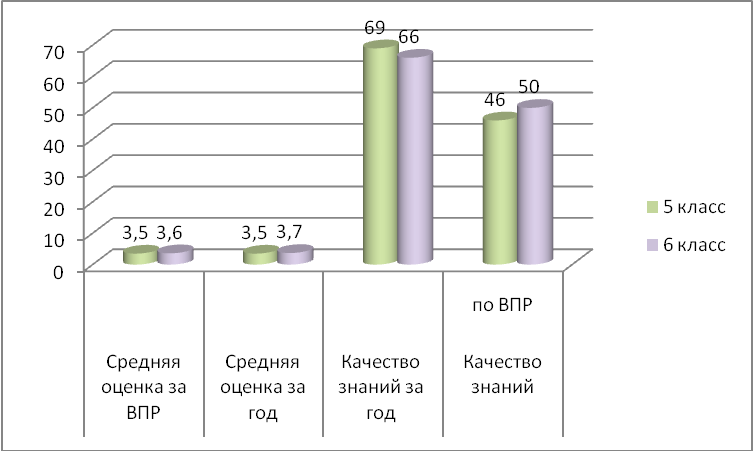 69
66
70
60
50
40
30
20
10
0
46
50
3,5
3,6
3,5
3,7
5 класс
6 класс
Средняя
оценка за
ВПР
Средняя
оценка за
год
Качество
знаний за
год
по ВПР
Качество
знаний